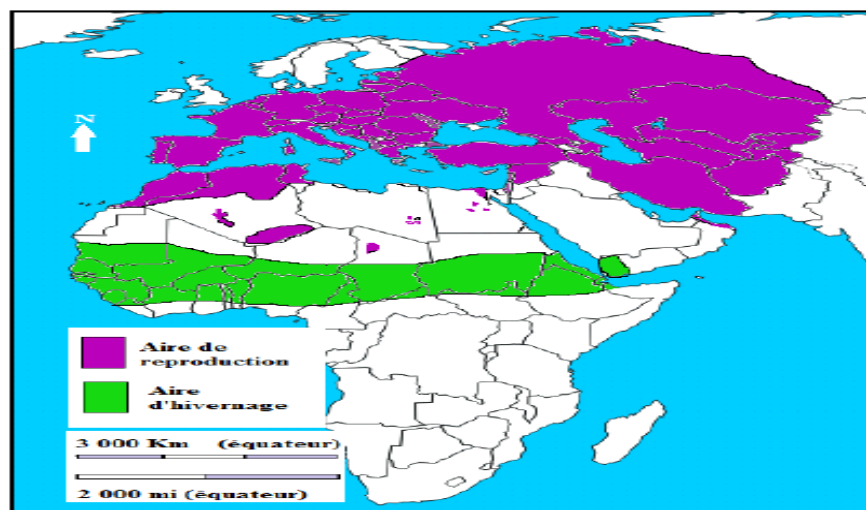 N
Aire de
reproduction
Aire
d'hivernage
3 000 Km (équateur)
2 000 mi (équateur)